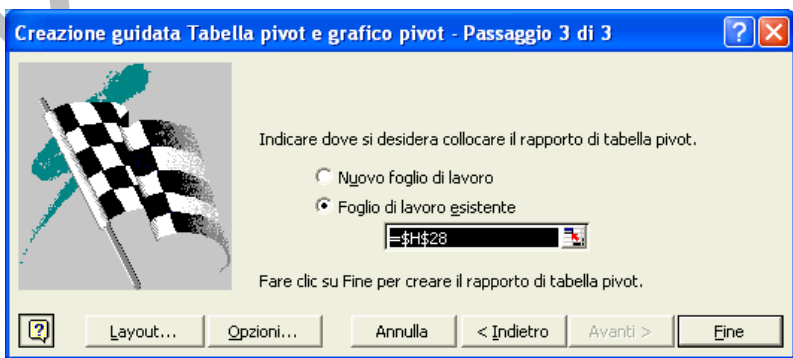 Creazione guidata Tabella pivot e grafico pivot - Passaggio 3 di 3
Indicare dove si desidera collocare il rapporto di tabella pivot.
Nuovo foglio di lavoro
Foglio di lavoro esistente
=$H$28
Fare clic su Fine per creare il rapporto di tabella pivot.
Layout... Opzioni... Annulla < Indietro Avanti > Fine